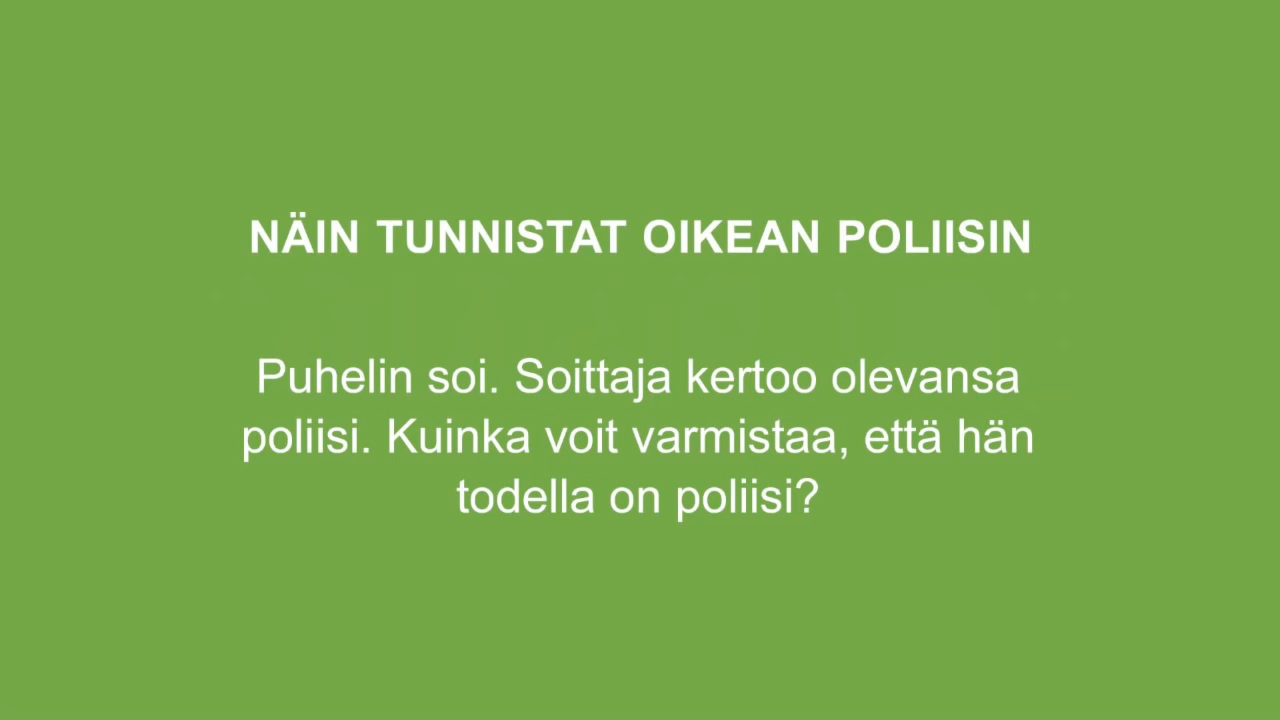 NÄIN TUNNISTAT OIKEAN POLIISIN
Puhelin soi. Soittaja kertoo olevansa
poliisi. Kuinka voit varmistaa, että hän
todella on poliisi?